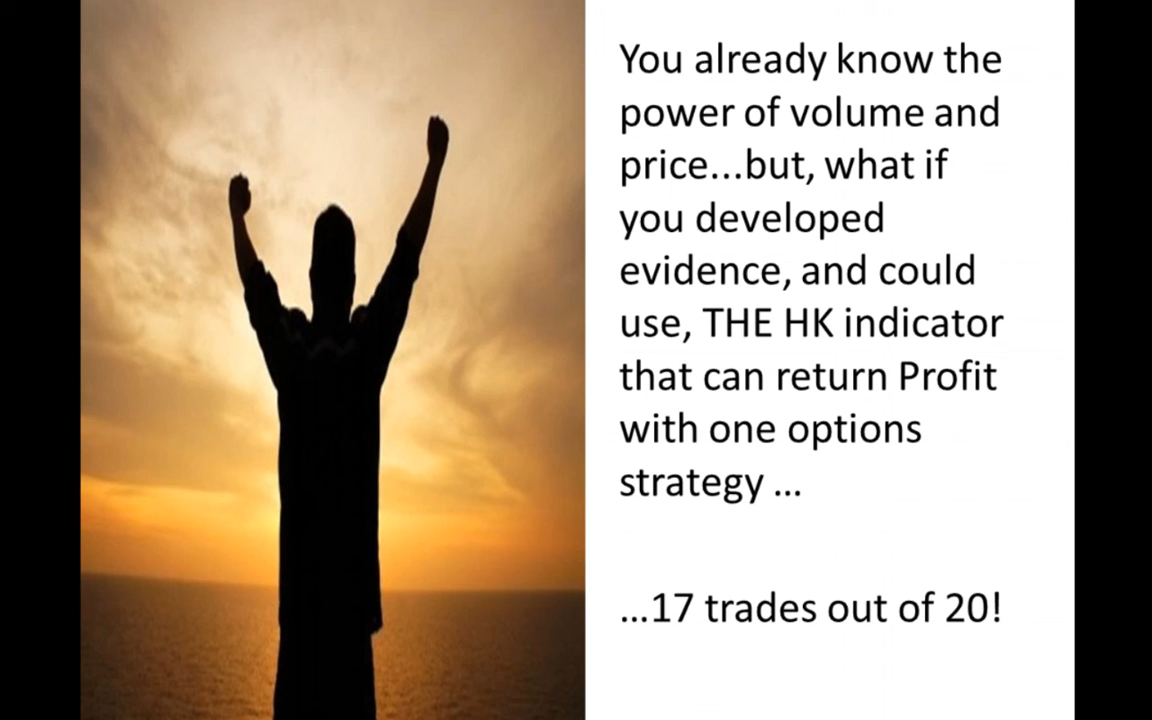 You already know the
power of volume and
price...but, what if
you developed
evidence, and could
use, THE HK indicator
that can return Profit
with one options
strategy ...
...17 trades out of 20!